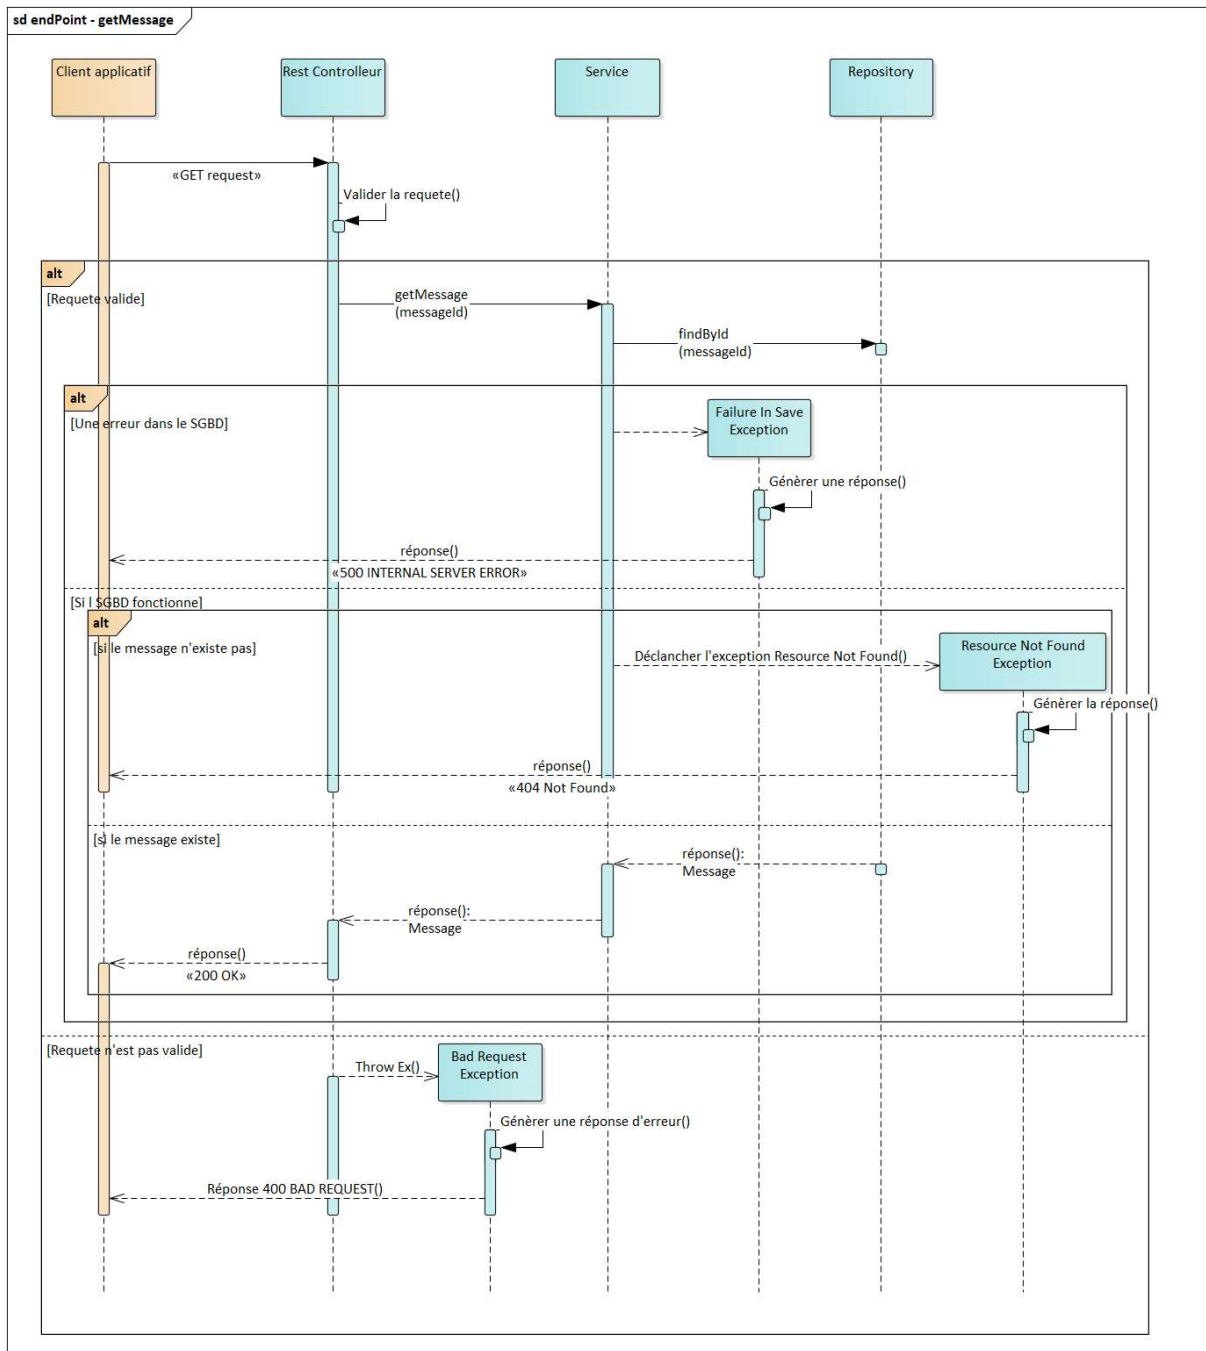 sd endPoint - getMessage
Client applicatif
Rest Controlleur
Service
Repository
«GET request»
Valider la requete()
alt
[Requete valide]
getMessage
(messageId)
findById
(messageId)
alt
[Une erreur dans le SGBD]
Failure In Save
Exception
Génèrer une réponse()
réponse()
«500 INTERNAL SERVER ERROR»
[Si l SGBD fonctionne]
alt
[si le message n'existe pas]
Déclancher l'exception Resource Not Found()
Resource Not Found
Exception
Génèrer la réponse()
réponse()
«404 Not Found»
[si le message existe]
réponse():
Message
réponse():
Message
réponse()
«200 OK»
[Requete n'est pas valide]
Throw Ex()
Bad Request
Exception
Génèrer une réponse d'erreur()
Réponse 400 BAD REQUEST()